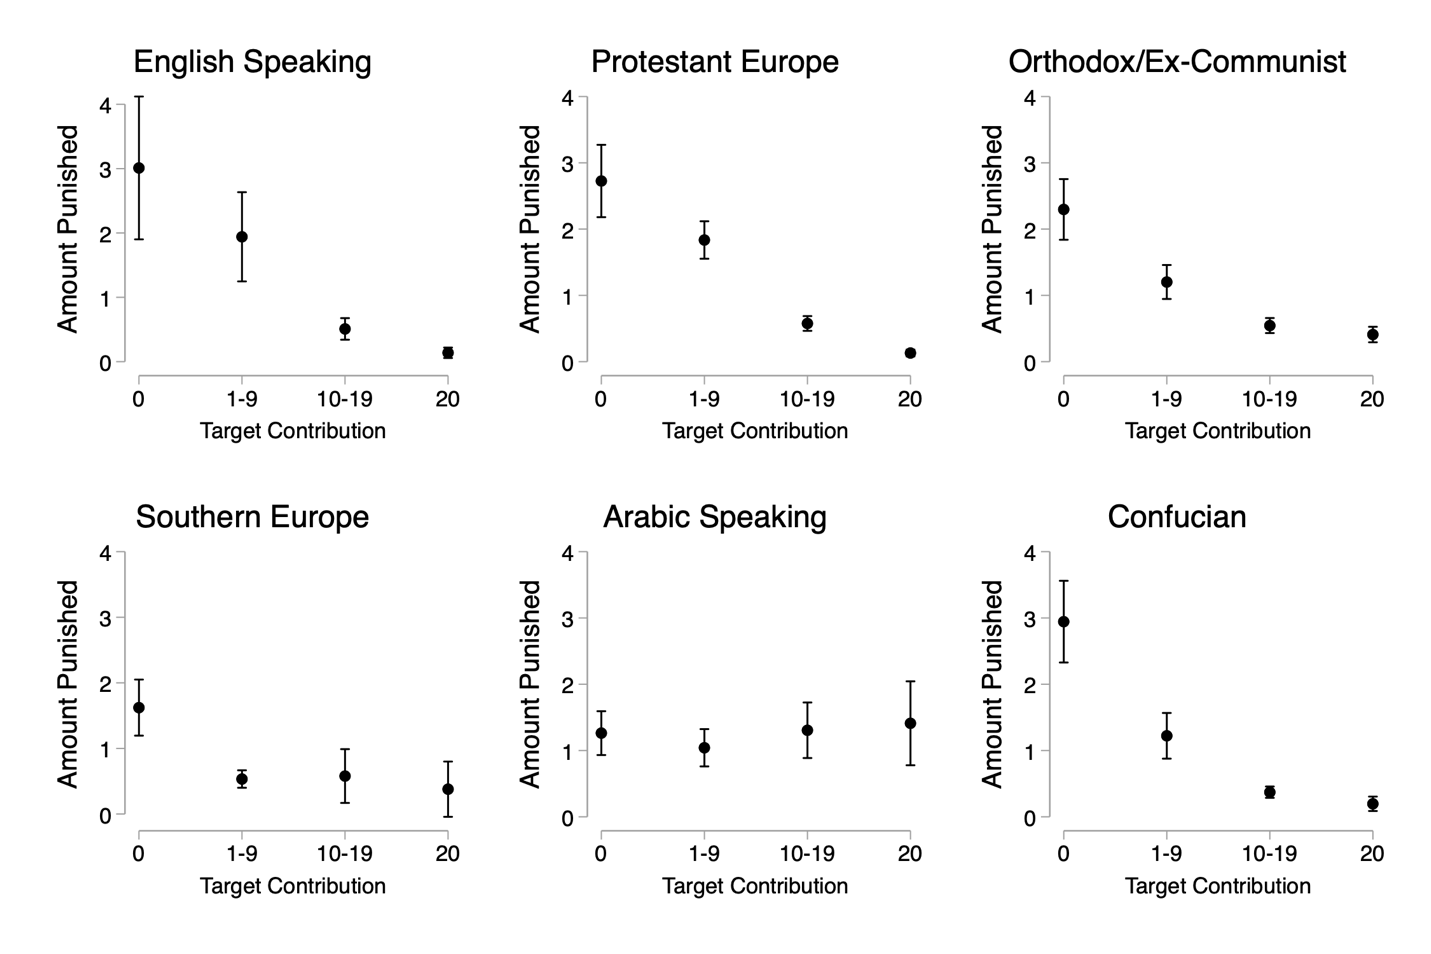 English Speaking
Amount Punished
4
3
2
1
0
0 1-9 10-19 20
Target Contribution
Protestant Europe
Amount Punished
4
3
2
1
0
0 1-9 10-19 20
Target Contribution
Orthodox/Ex-Communist
Amount Punished
4
3
2
1
0
0 1-9 10-19 20
Target Contribution
Southern Europe
Amount Punished
4
3
2
1
0
0 1-9 10-19 20
Target Contribution
Arabic Speaking
Amount Punished
4
3
2
1
0
0 1-9 10-19 20
Target Contribution
Confucian
Amount Punished
4
3
2
1
0
0 1-9 10-19 20
Target Contribution